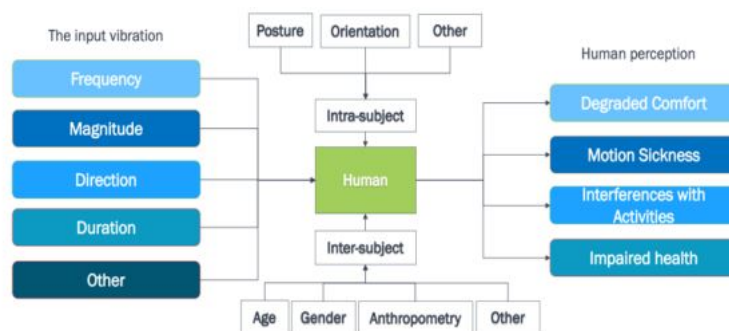 The input vibration
Frequency
Magnitude
Direction
Duration
Other
Posture
Orientation
Other
Intra-subject
Human
Inter-subject
Age
Gender
Anthropometry
Other
Human perception
Degraded Comfort
Motion Sickness
Interferences with
Activities
Impaired health